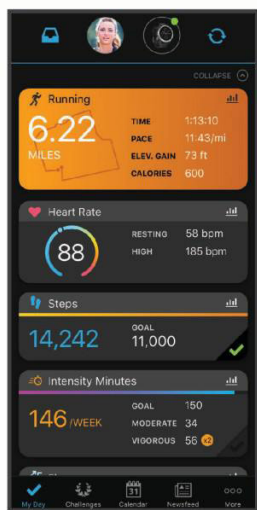 COLLAPSE
Running
6.22
MILES
TIME 1:13:10
PACE 11:43/mi
ELEV. GAIN 73 ft
CALORIES 600
Heart Rate
88
RESTING 58 bpm
HIGH 185 bpm
Steps
14,242
GOAL
11,000
Intensity Minutes
146 /WEEK
GOAL 150
MODERATE 34
VIGOROUS 56 x2
31
My Day Challenges Calendar Newsfeed More